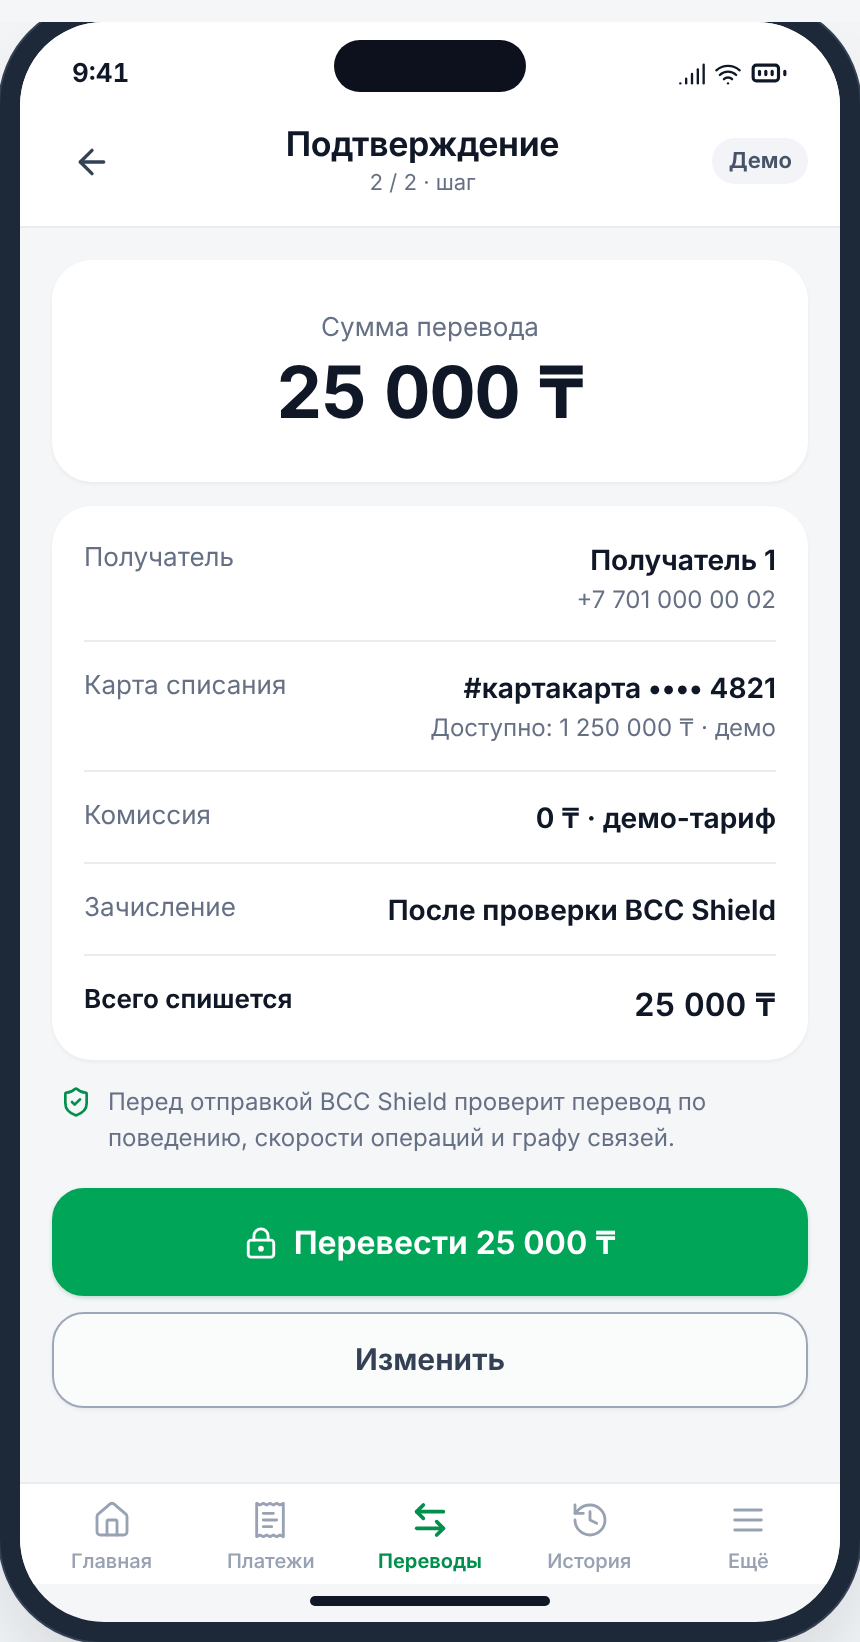 9:41
Подтверждение
2 / 2 · шаг
Демо
Сумма перевода
25 000 ₸
Получатель
Получатель 1
+7 701 000 00 02
Карта списания
#картакарта •••• 4821
Доступно: 1 250 000 ₸ · демо
Комиссия
0 ₸ · демо-тариф
Зачисление
После проверки BCC Shield
Всего спишется
25 000 ₸
Перед отправкой BCC Shield проверит перевод по
поведению, скорости операций и графу связей.
Перевести 25 000 ₸
Изменить
Главная
Платежи
Переводы
История
Ещё